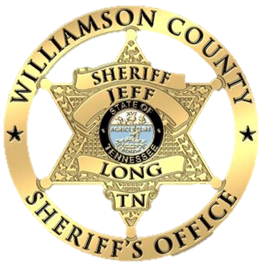 WILLIAMSON COUNTY
SHERIFF
JEFF
STATE OF
TENNESSEE
LONG
TN
SHERIFF'S OFFICE